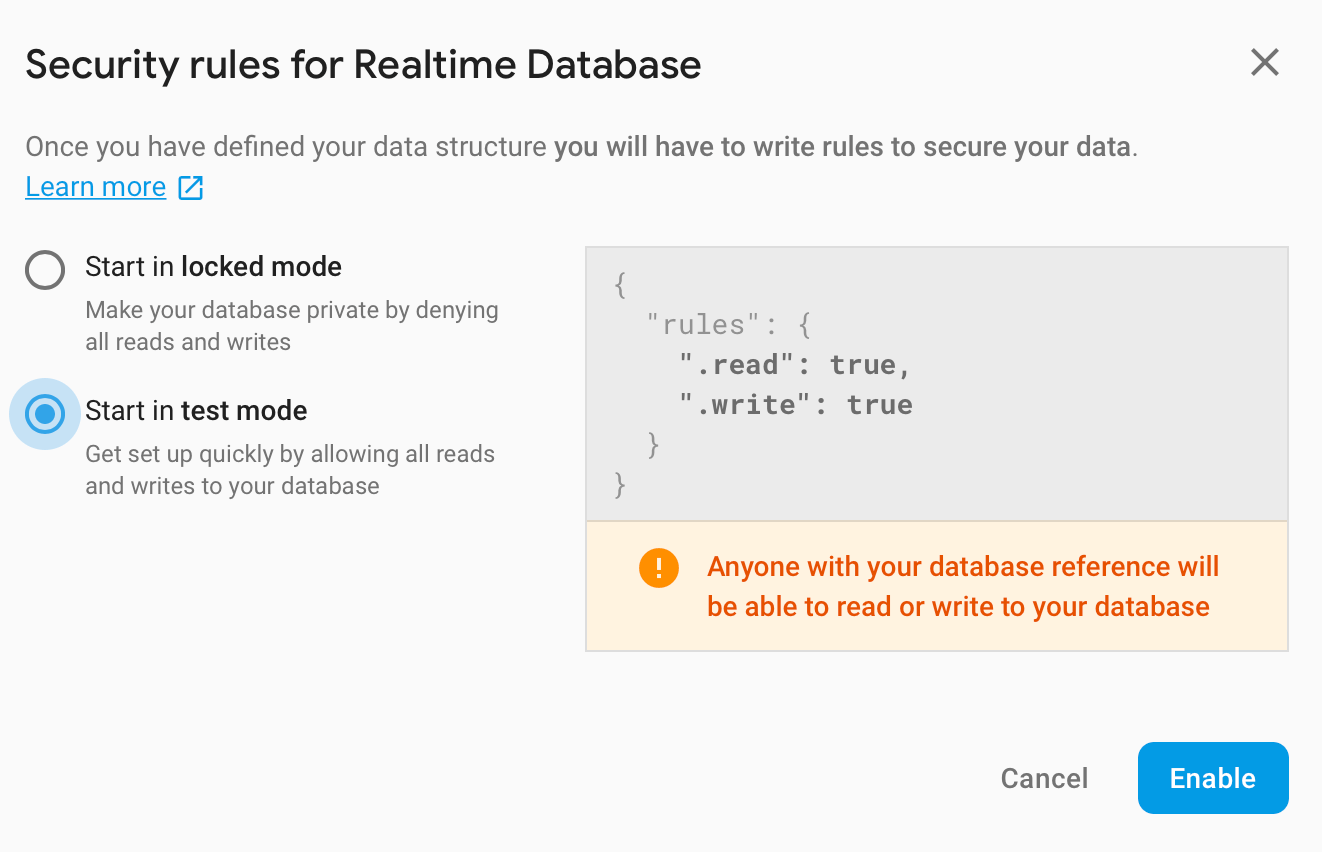 Security rules for Realtime Database
Once you have defined your data structure you will have to write rules to secure your data.
Learn more
Start in locked mode
Make your database private by denying
all reads and writes
Start in test mode
Get set up quickly by allowing all reads
and writes to your database
{
"rules": {
".read": true,
".write": true
}
}
Anyone with your database reference will
be able to read or write to your database
Cancel
Enable